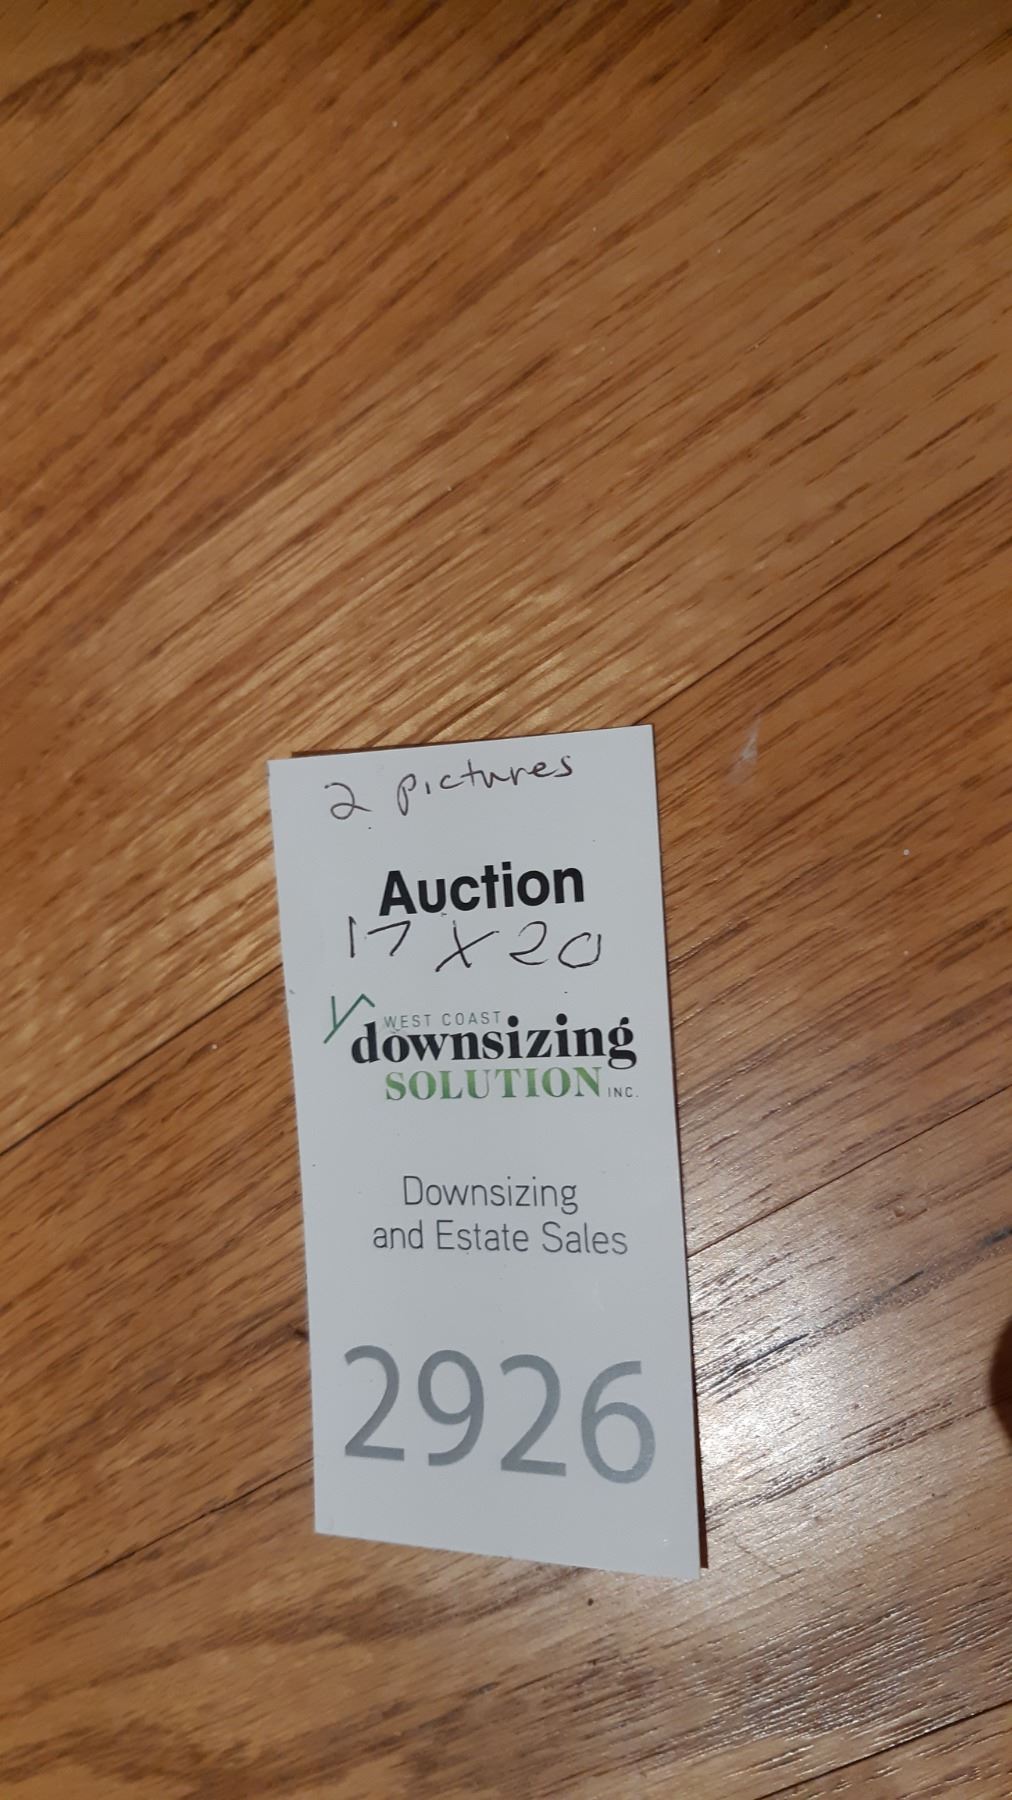 2 pictures
Auction
17 X 20
WEST COAST
downsizing
SOLUTION INC.
Downsizing
and Estate Sales
2926